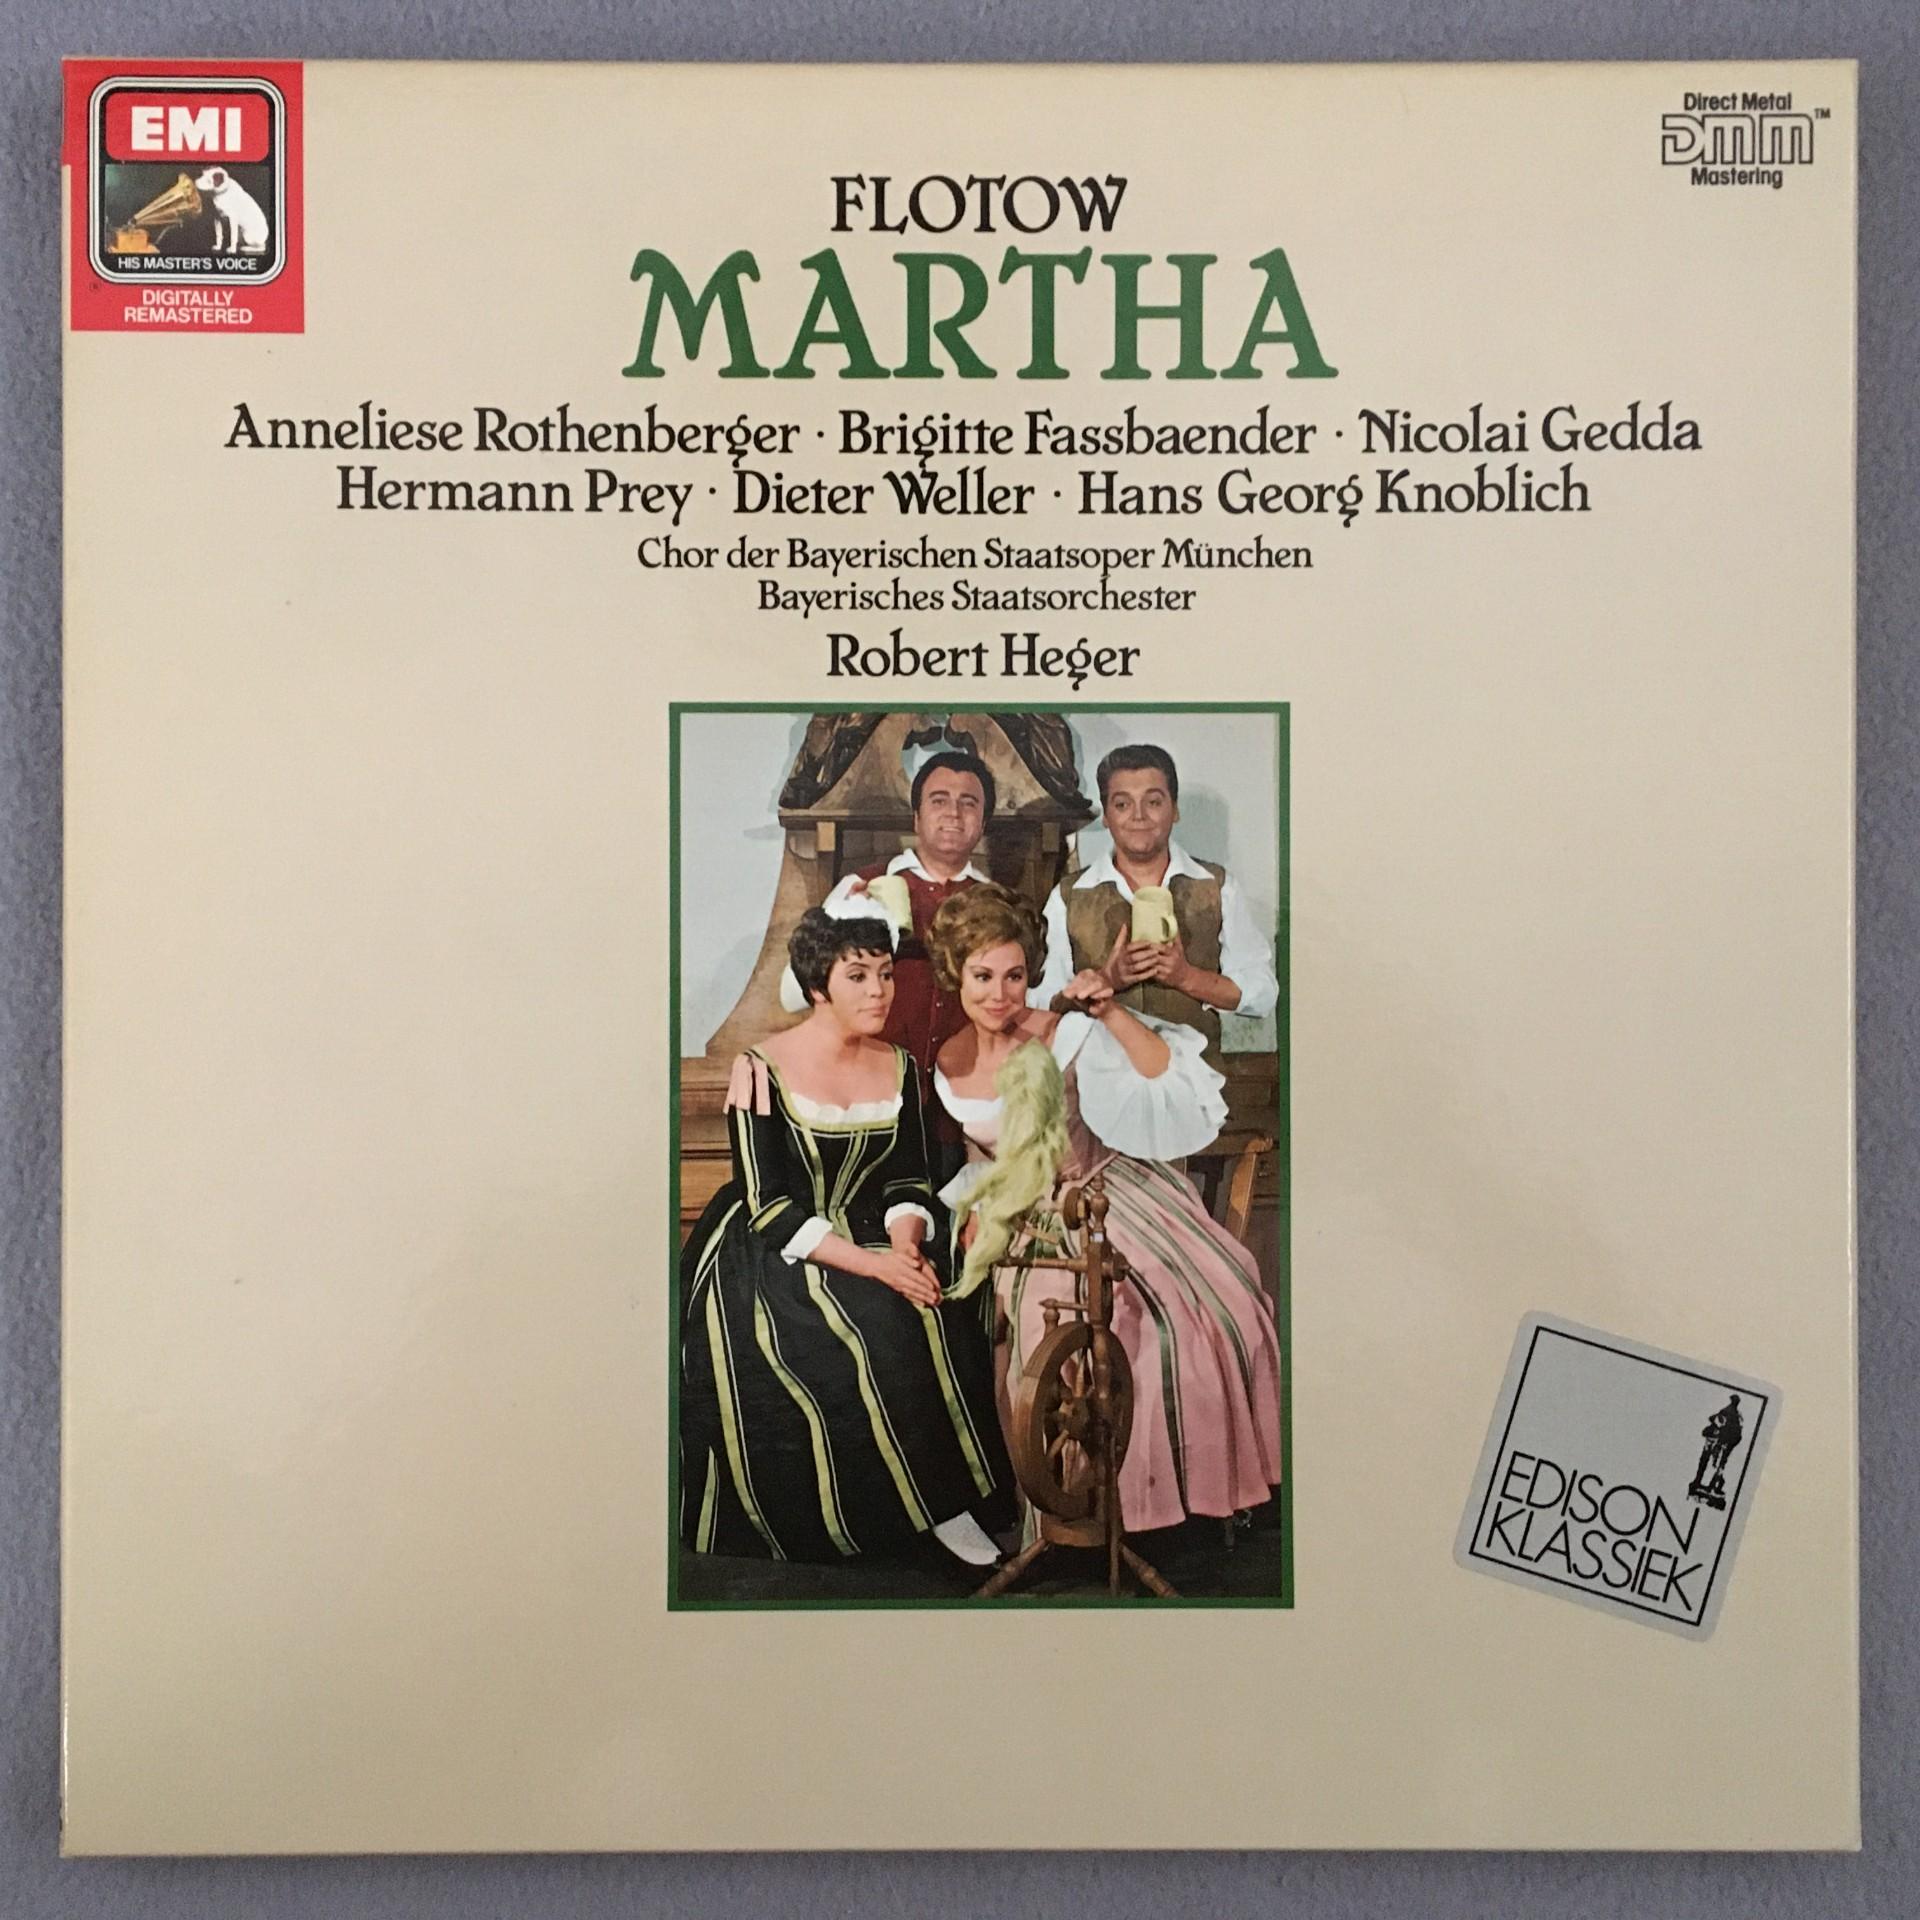 EMI
HIS MASTER'S VOICE
DIGITALLY
REMASTERED
Direct Metal
DMM™
Mastering
FLOTOW
MARTHA
Anneliese Rothenberger · Brigitte Fassbaender · Nicolai Gedda
Hermann Prey · Dieter Weller · Hans Georg Knoblich
Chor der Bayerischen Staatsoper München
Bayerisches Staatsorchester
Robert Heger
EDISON
KLASSIEK